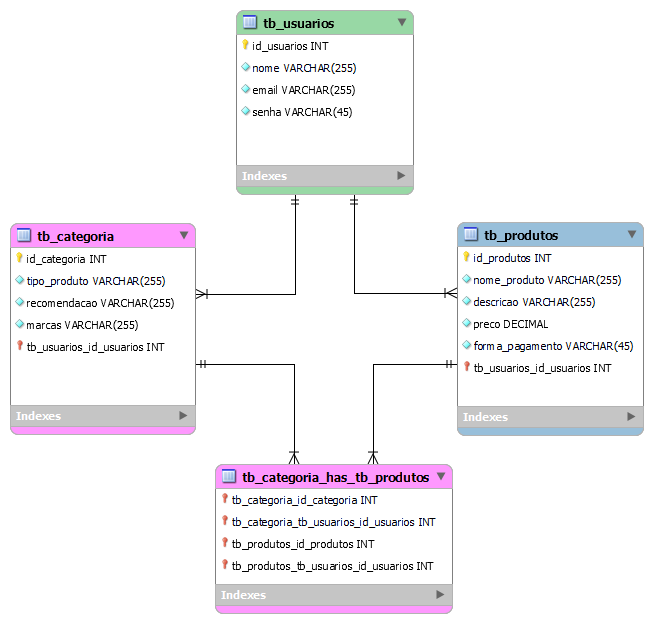 tb_usuarios
id_usuarios INT
nome VARCHAR(255)
email VARCHAR(255)
senha VARCHAR(45)
Indexes
tb_categoria
id_categoria INT
tipo_produto VARCHAR(255)
recomendacao VARCHAR(255)
marcas VARCHAR(255)
tb_usuarios_id_usuarios INT
Indexes
tb_produtos
id_produtos INT
nome_produto VARCHAR(255)
descricao VARCHAR(255)
preco DECIMAL
forma_pagamento VARCHAR(45)
tb_usuarios_id_usuarios INT
Indexes
tb_categoria_has_tb_produtos
tb_categoria_id_categoria INT
tb_categoria_tb_usuarios_id_usuarios INT
tb_produtos_id_produtos INT
tb_produtos_tb_usuarios_id_usuarios INT
Indexes